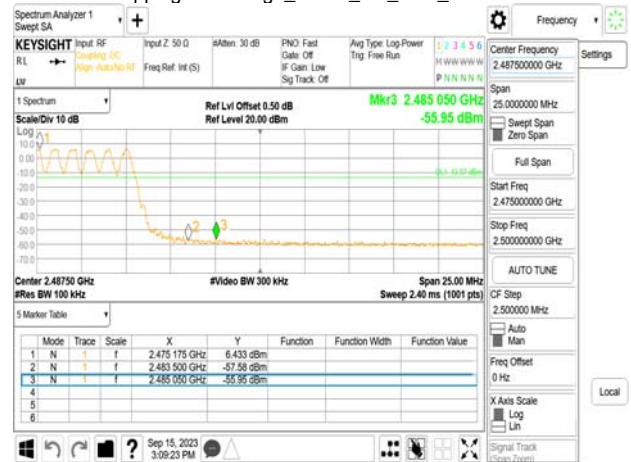 Spectrum Analyzer 1
Swept SA
Frequency
KEYSIGHT Input: RF Input Z: 50 Ω #Atten: 30 dB PNO: Fast Avg Type: Log-Power 1 2 3 4 5 6
RL Coupling: DC Gate: Off Trig: Free Run M W W W W W
Align: Auto/No RF Freq Ref: Int (S) IF Gain: Low
Sig Track: Off P N N N N N
LW
Center Frequency
2.487500000 GHz
Settings
Span
25.0000000 MHz
Swept Span
Zero Span
Full Span
Start Freq
2.475000000 GHz
Stop Freq
2.500000000 GHz
AUTO TUNE
CF Step
2.500000 MHz
Auto
Man
Freq Offset
0 Hz
X Axis Scale
Log
Lin
Local
Signal Track
(Span Zoom)
1 Spectrum
Ref Lvl Offset 0.50 dB Mkr3 2.485 050 GHz
Scale/Div 10 dB Ref Level 20.00 dBm -55.95 dBm
Log
10.0
0.00
-10.0
-20.0
-30.0
-40.0
-50.0
-60.0
-70.0
1
2
3
Center 2.48750 GHz #Video BW 300 kHz Span 25.00 MHz
#Res BW 100 kHz Sweep 2.40 ms (1001 pts)
5 Marker Table
Mode Trace Scale X Y Function Function Width Function Value
1 N 1 f 2.475 175 GHz 6.433 dBm
2 N 1 f 2.483 500 GHz -57.58 dBm
3 N 1 f 2.485 050 GHz -55.95 dBm
4
5
6
Sep 15, 2023
3:09:23 PM